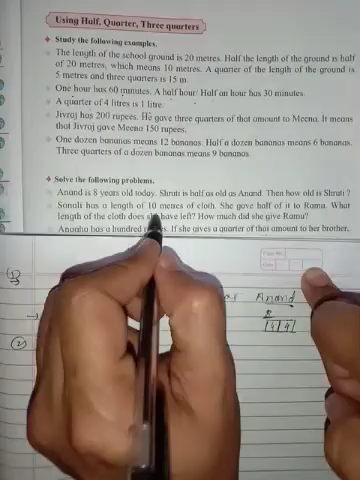 Using Half, Quarter, Three quarters
Study the following examples.
The length of the school ground is 20 metres. Half the length of the ground is half
of 20 metres, which means 10 metres. A quarter of the length of the ground is
5 metres and three quarters is 15 m.
One hour has 60 minutes. A half hour! Half an hour has 30 minutes.
A quarter of 4 litres is 1 litre.
Jivraj has 200 rupees. He gave three quarters of that amount to Meena. It means
that Jivraj gave Meena 150 rupees.
One dozen bananas means 12 bananas. Half a dozen bananas means 6 bananas.
Three quarters of a dozen bananas means 9 bananas.
Solve the following problems.
Anand is 8 years old today. Shruti is half as old as Anand. Then how old is Shruti ?
Sonali has a length of 10 metres of cloth. She gave half of it to Rama. What
length of the cloth does she have left? How much did she give Ramu?
Anagha has a hundred If she gives a quarter of that amount to her brother,
1
Anand
8
4 4
2